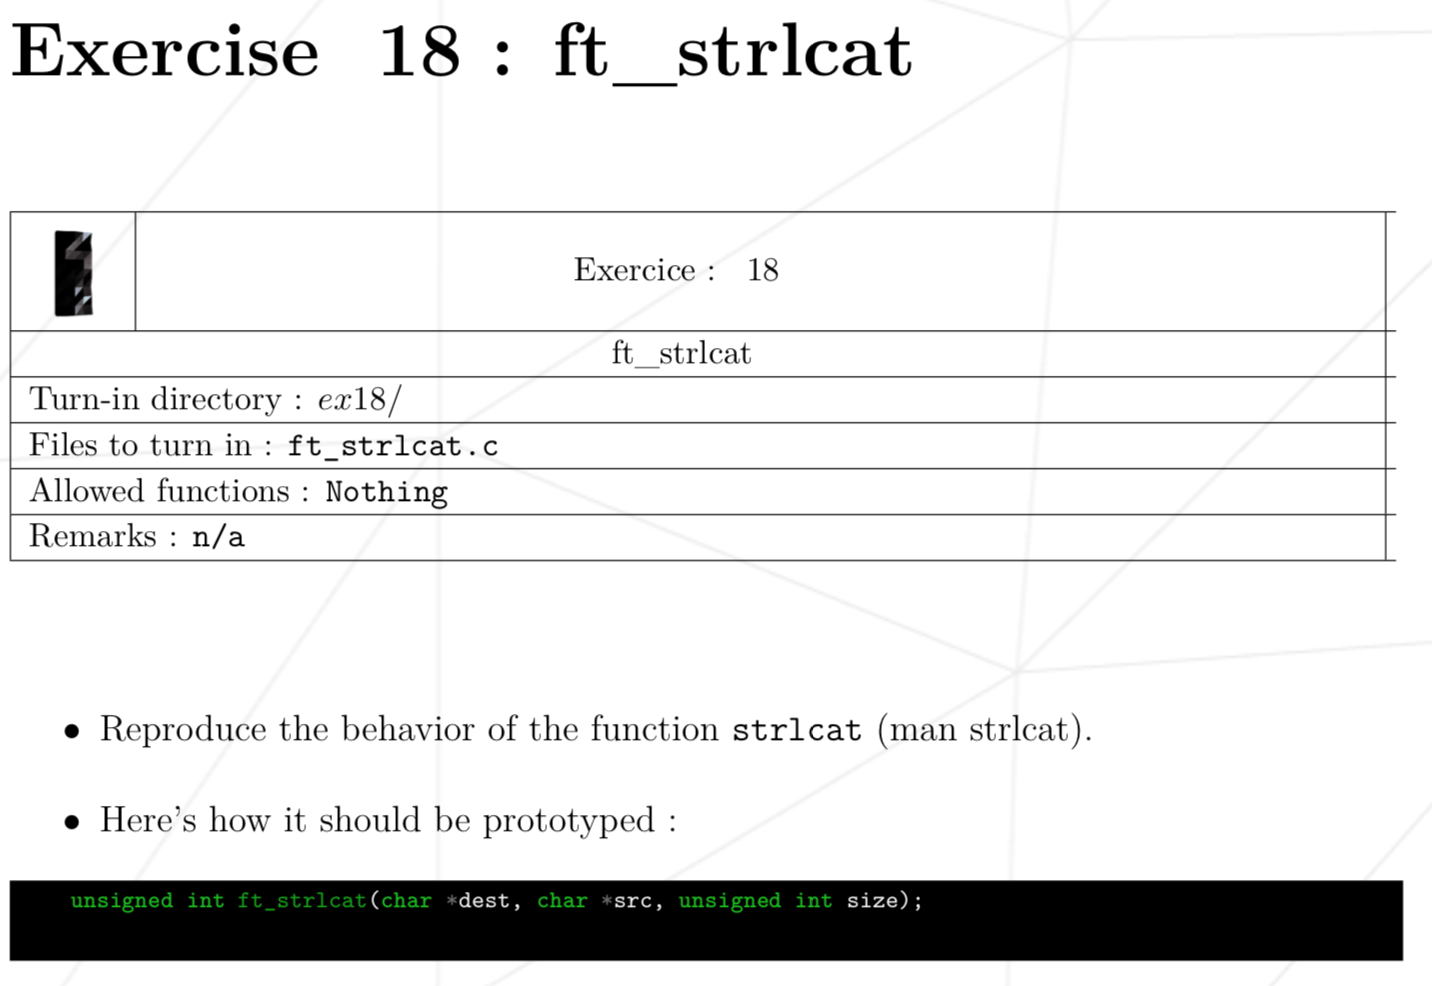 Exercise 18 : ft_strlcat
Exercice : 18
ft_strlcat
Turn-in directory : ex18/
Files to turn in : ft_strlcat.c
Allowed functions : Nothing
Remarks : n/a
• Reproduce the behavior of the function strlcat (man strlcat).
• Here's how it should be prototyped :
unsigned int ft_strlcat(char *dest, char *src, unsigned int size);